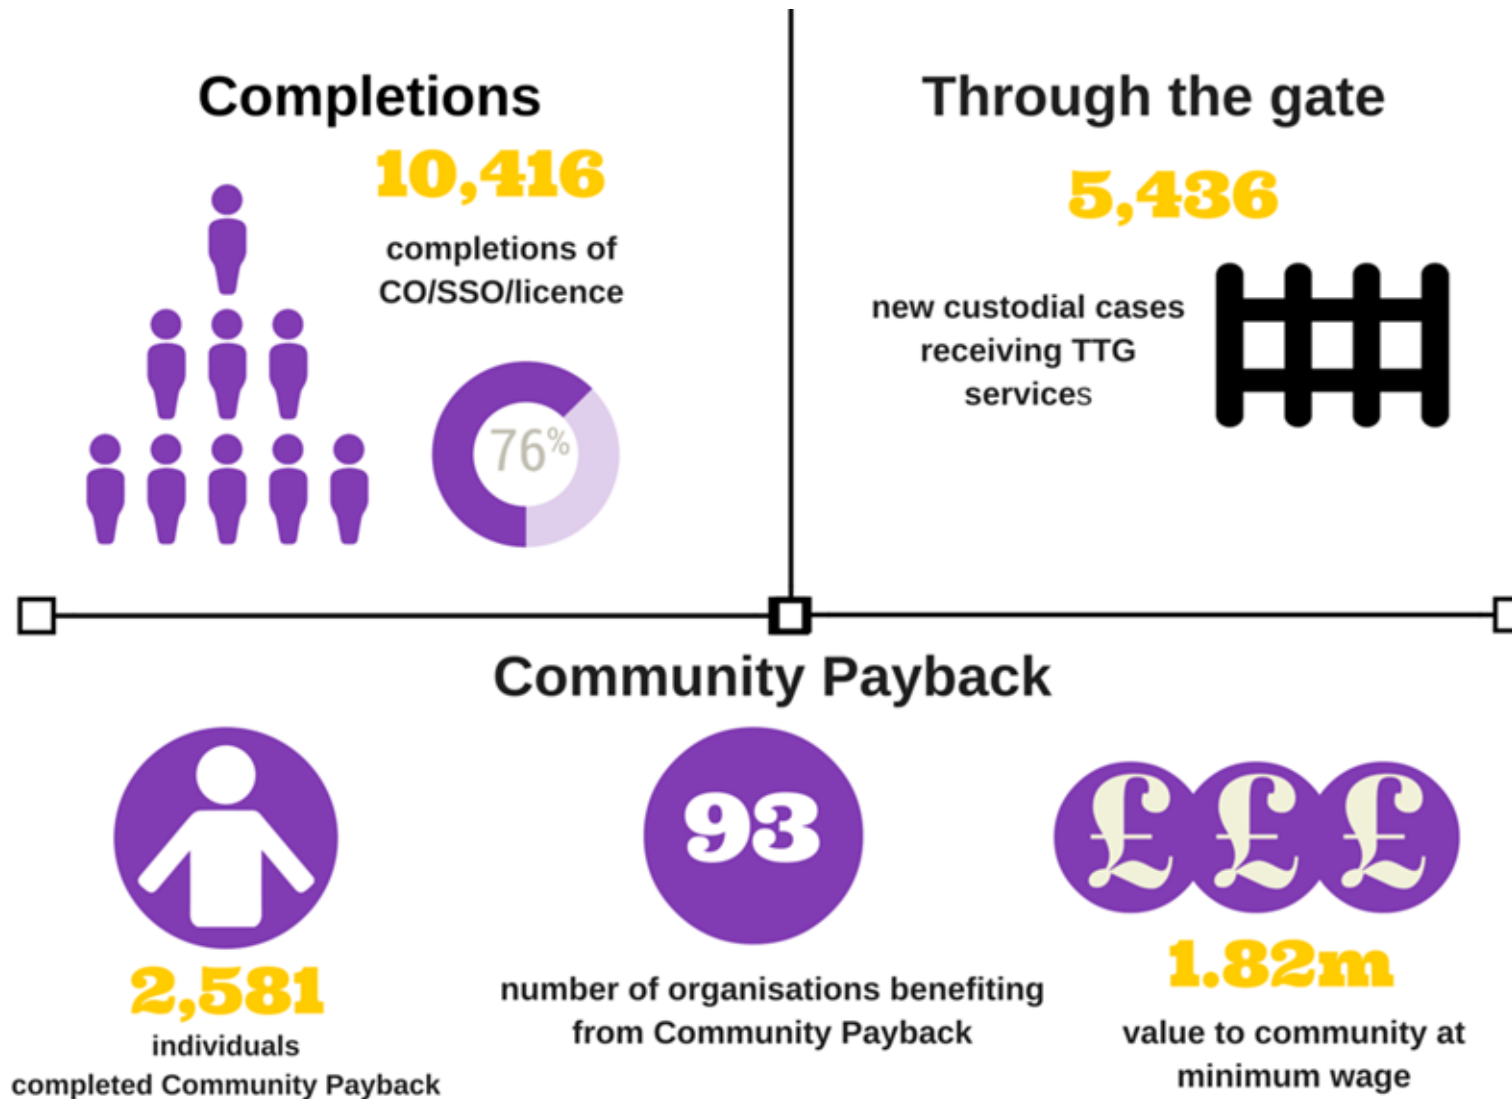 Completions
10,416
completions of
CO/SSO/licence
76%
Through the gate
5,436
new custodial cases
receiving TTG
services
Community Payback
2,581
individuals
completed Community Payback
93
number of organisations benefiting
from Community Payback
£££
1.82m
value to community at
minimum wage